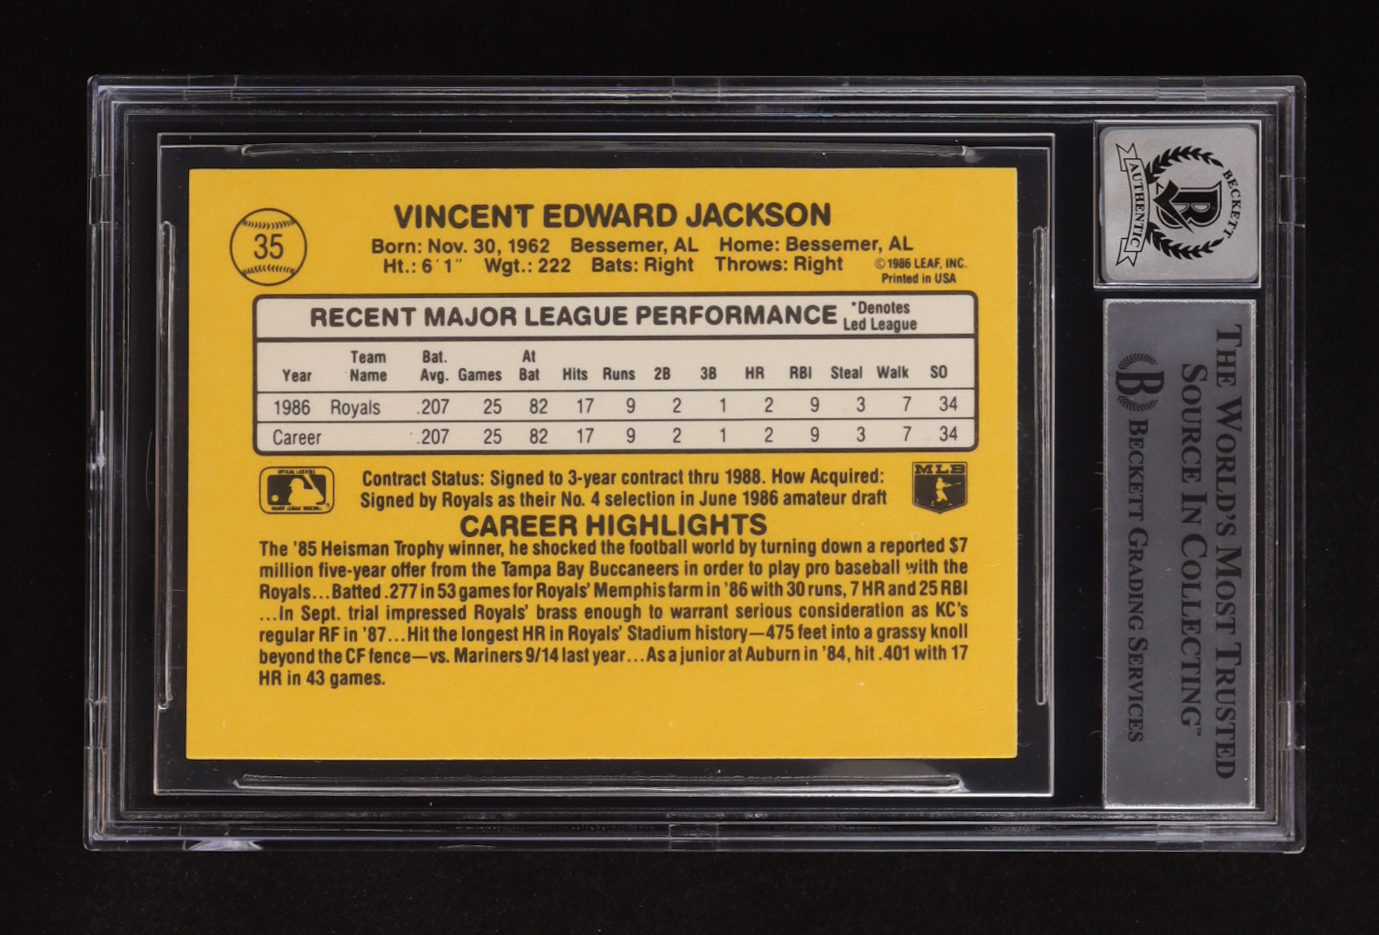 35
VINCENT EDWARD JACKSON
Born: Nov. 30, 1962 Bessemer, AL Home: Bessemer, AL
Ht.: 6'1" Wgt.: 222 Bats: Right Throws: Right
©1986 LEAF, INC.
Printed in USA
RECENT MAJOR LEAGUE PERFORMANCE
*Denotes
Led League
Year Team Name Bat. Avg. Games At Bat Hits Runs 2B 3B HR RBI Steal Walk SO
1986 Royals .207 25 82 17 9 2 1 2 9 3 7 34
Career .207 25 82 17 9 2 1 2 9 3 7 34
MLB
Contract Status: Signed to 3-year contract thru 1988. How Acquired:
Signed by Royals as their No. 4 selection in June 1986 amateur draft
CAREER HIGHLIGHTS
The '85 Heisman Trophy winner, he shocked the football world by turning down a reported $7
million five-year offer from the Tampa Bay Buccaneers in order to play pro baseball with the
Royals...Batted .277 in 53 games for Royals' Memphis farm in '86 with 30 runs, 7 HR and 25 RBI
...In Sept. trial impressed Royals' brass enough to warrant serious consideration as KC's
regular RF in '87...Hit the longest HR in Royals' Stadium history—475 feet into a grassy knoll
beyond the CF fence—vs. Mariners 9/14 last year...As a junior at Auburn in '84, hit .401 with 17
HR in 43 games.
BECKETT
B
AUTHENTIC
THE WORLD'S MOST TRUSTED
SOURCE IN COLLECTING™
B BECKETT GRADING SERVICES